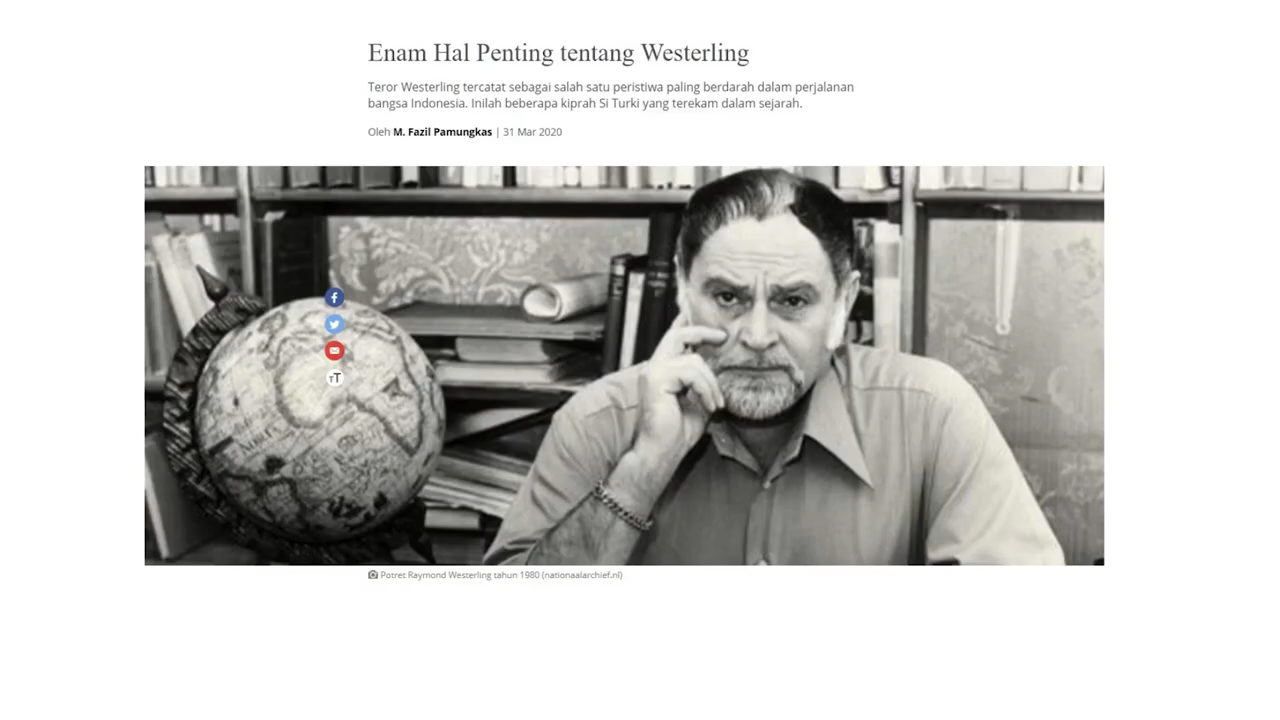 Enam Hal Penting tentang Westerling
Teror Westerling tercatat sebagai salah satu peristiwa paling berdarah dalam perjalanan
bangsa Indonesia. Inilah beberapa kiprah Si Turki yang terekam dalam sejarah.
Oleh M. Fazil Pamungkas | 31 Mar 2020
TT
Potret Raymond Westerling tahun 1980 (nationaalarchief.nl)